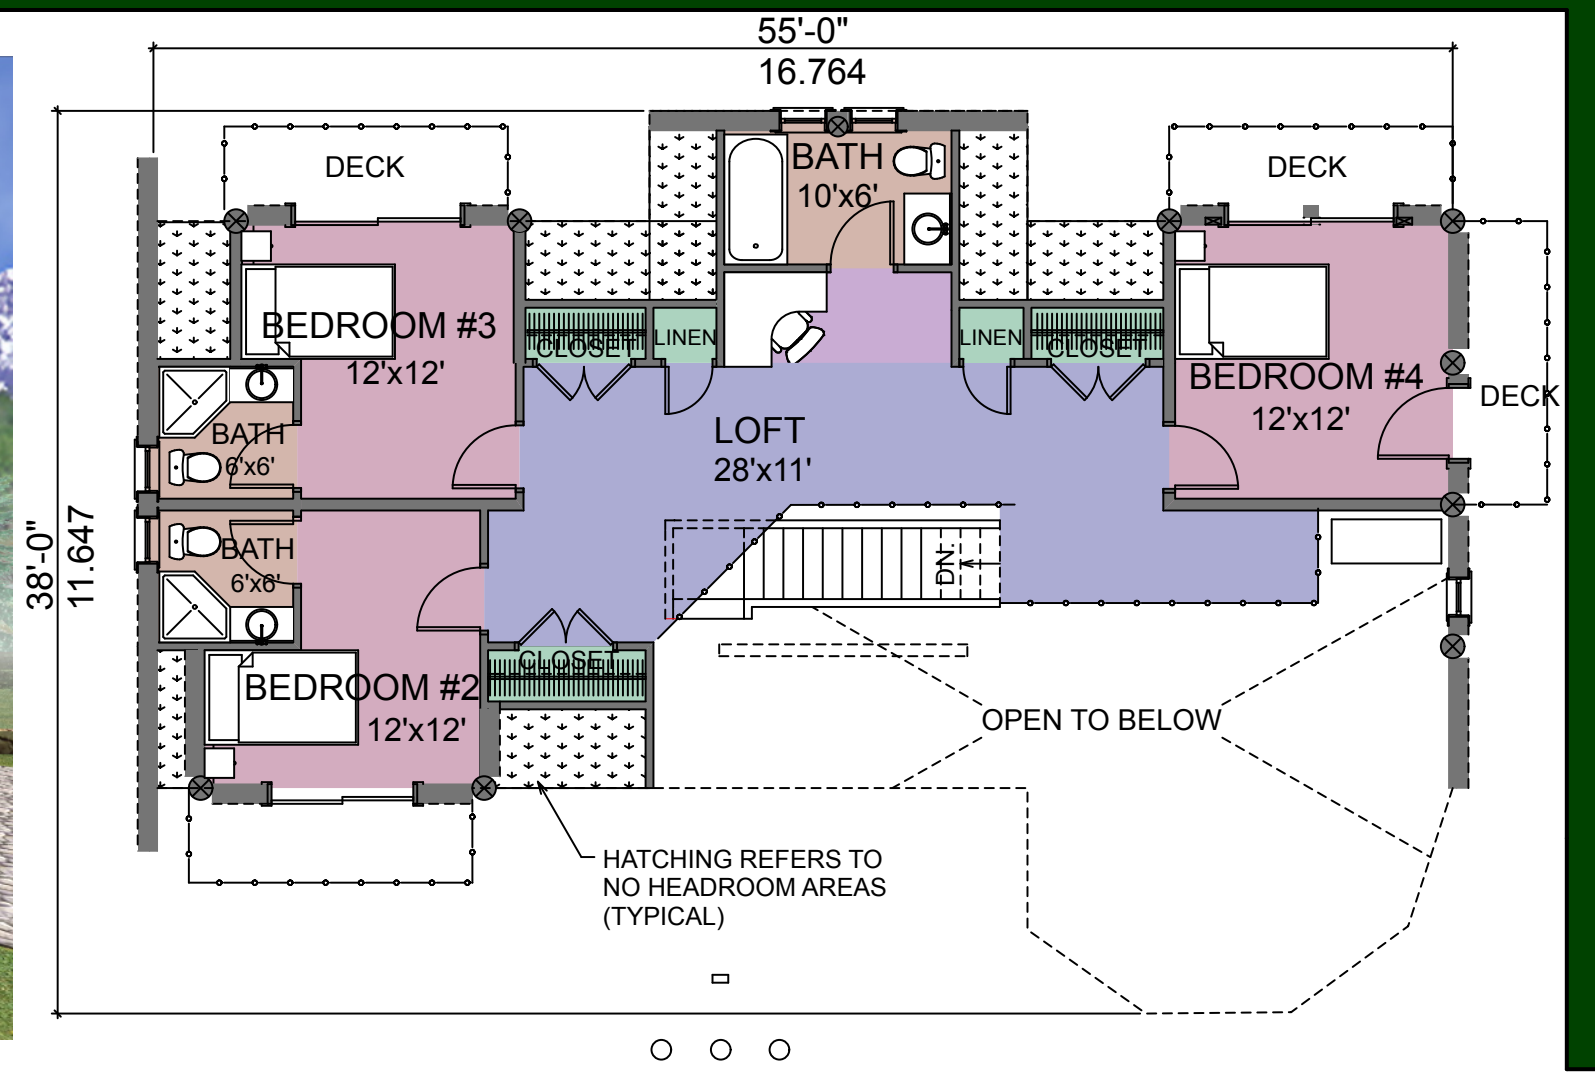 55'-0"
16.764
DECK
BATH
10'x6'
DECK
BEDROOM #3
12'x12'
CLOSET
LINEN
LINEN
CLOSET
BEDROOM #4
12'x12'
DECK
BATH
6'x6'
LOFT
28'x11'
38'-0"
11.647
BATH
6'x6'
DN.
CLOSET
BEDROOM #2
12'x12'
OPEN TO BELOW
HATCHING REFERS TO
NO HEADROOM AREAS
(TYPICAL)